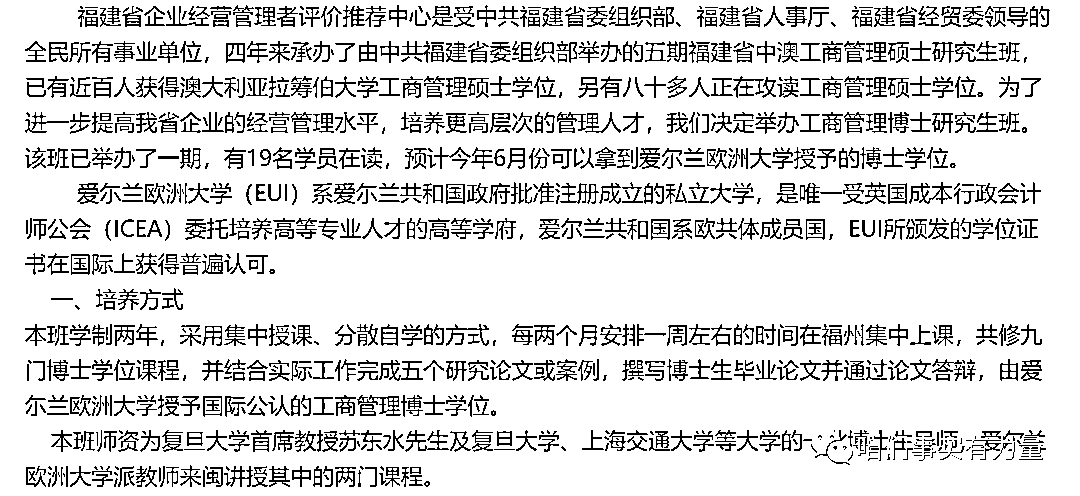 福建省企业经营管理者评价推荐中心是受中共福建省委组织部、福建省人事厅、福建省经贸委领导的
全民所有事业单位，四年来承办了由中共福建省委组织部举办的五期福建省中澳工商管理硕士研究生班，
已有近百人获得澳大利亚拉筹伯大学工商管理硕士学位，另有八十多人正在攻读工商管理硕士学位。为了
进一步提高我省企业的经营管理水平，培养更高层次的管理人才，我们决定举办工商管理博士研究生班。
该班已举办了一期，有19名学员在读，预计今年6月份可以拿到爱尔兰欧洲大学授予的博士学位。
爱尔兰欧洲大学（EUI）系爱尔兰共和国政府批准注册成立的私立大学，是唯一受英国成本行政会计
师公会（ICEA）委托培养高等专业人才的高等学府，爱尔兰共和国系欧共体成员国，EUI所颁发的学位证
书在国际上获得普遍认可。
一、培养方式
本班学制两年，采用集中授课、分散自学的方式，每两个月安排一周左右的时间在福州集中上课，共修九
门博士学位课程，并结合实际工作完成五个研究论文或案例，撰写博士生毕业论文并通过论文答辩，由爱
尔兰欧洲大学授予国际公认的工商管理博士学位。
本班师资为复旦大学首席教授苏东水先生及复旦大学、上海交通大学等大学的一批博士生导师，爱尔兰
欧洲大学派教师来闽讲授其中的两门课程。
咱们事实有力量